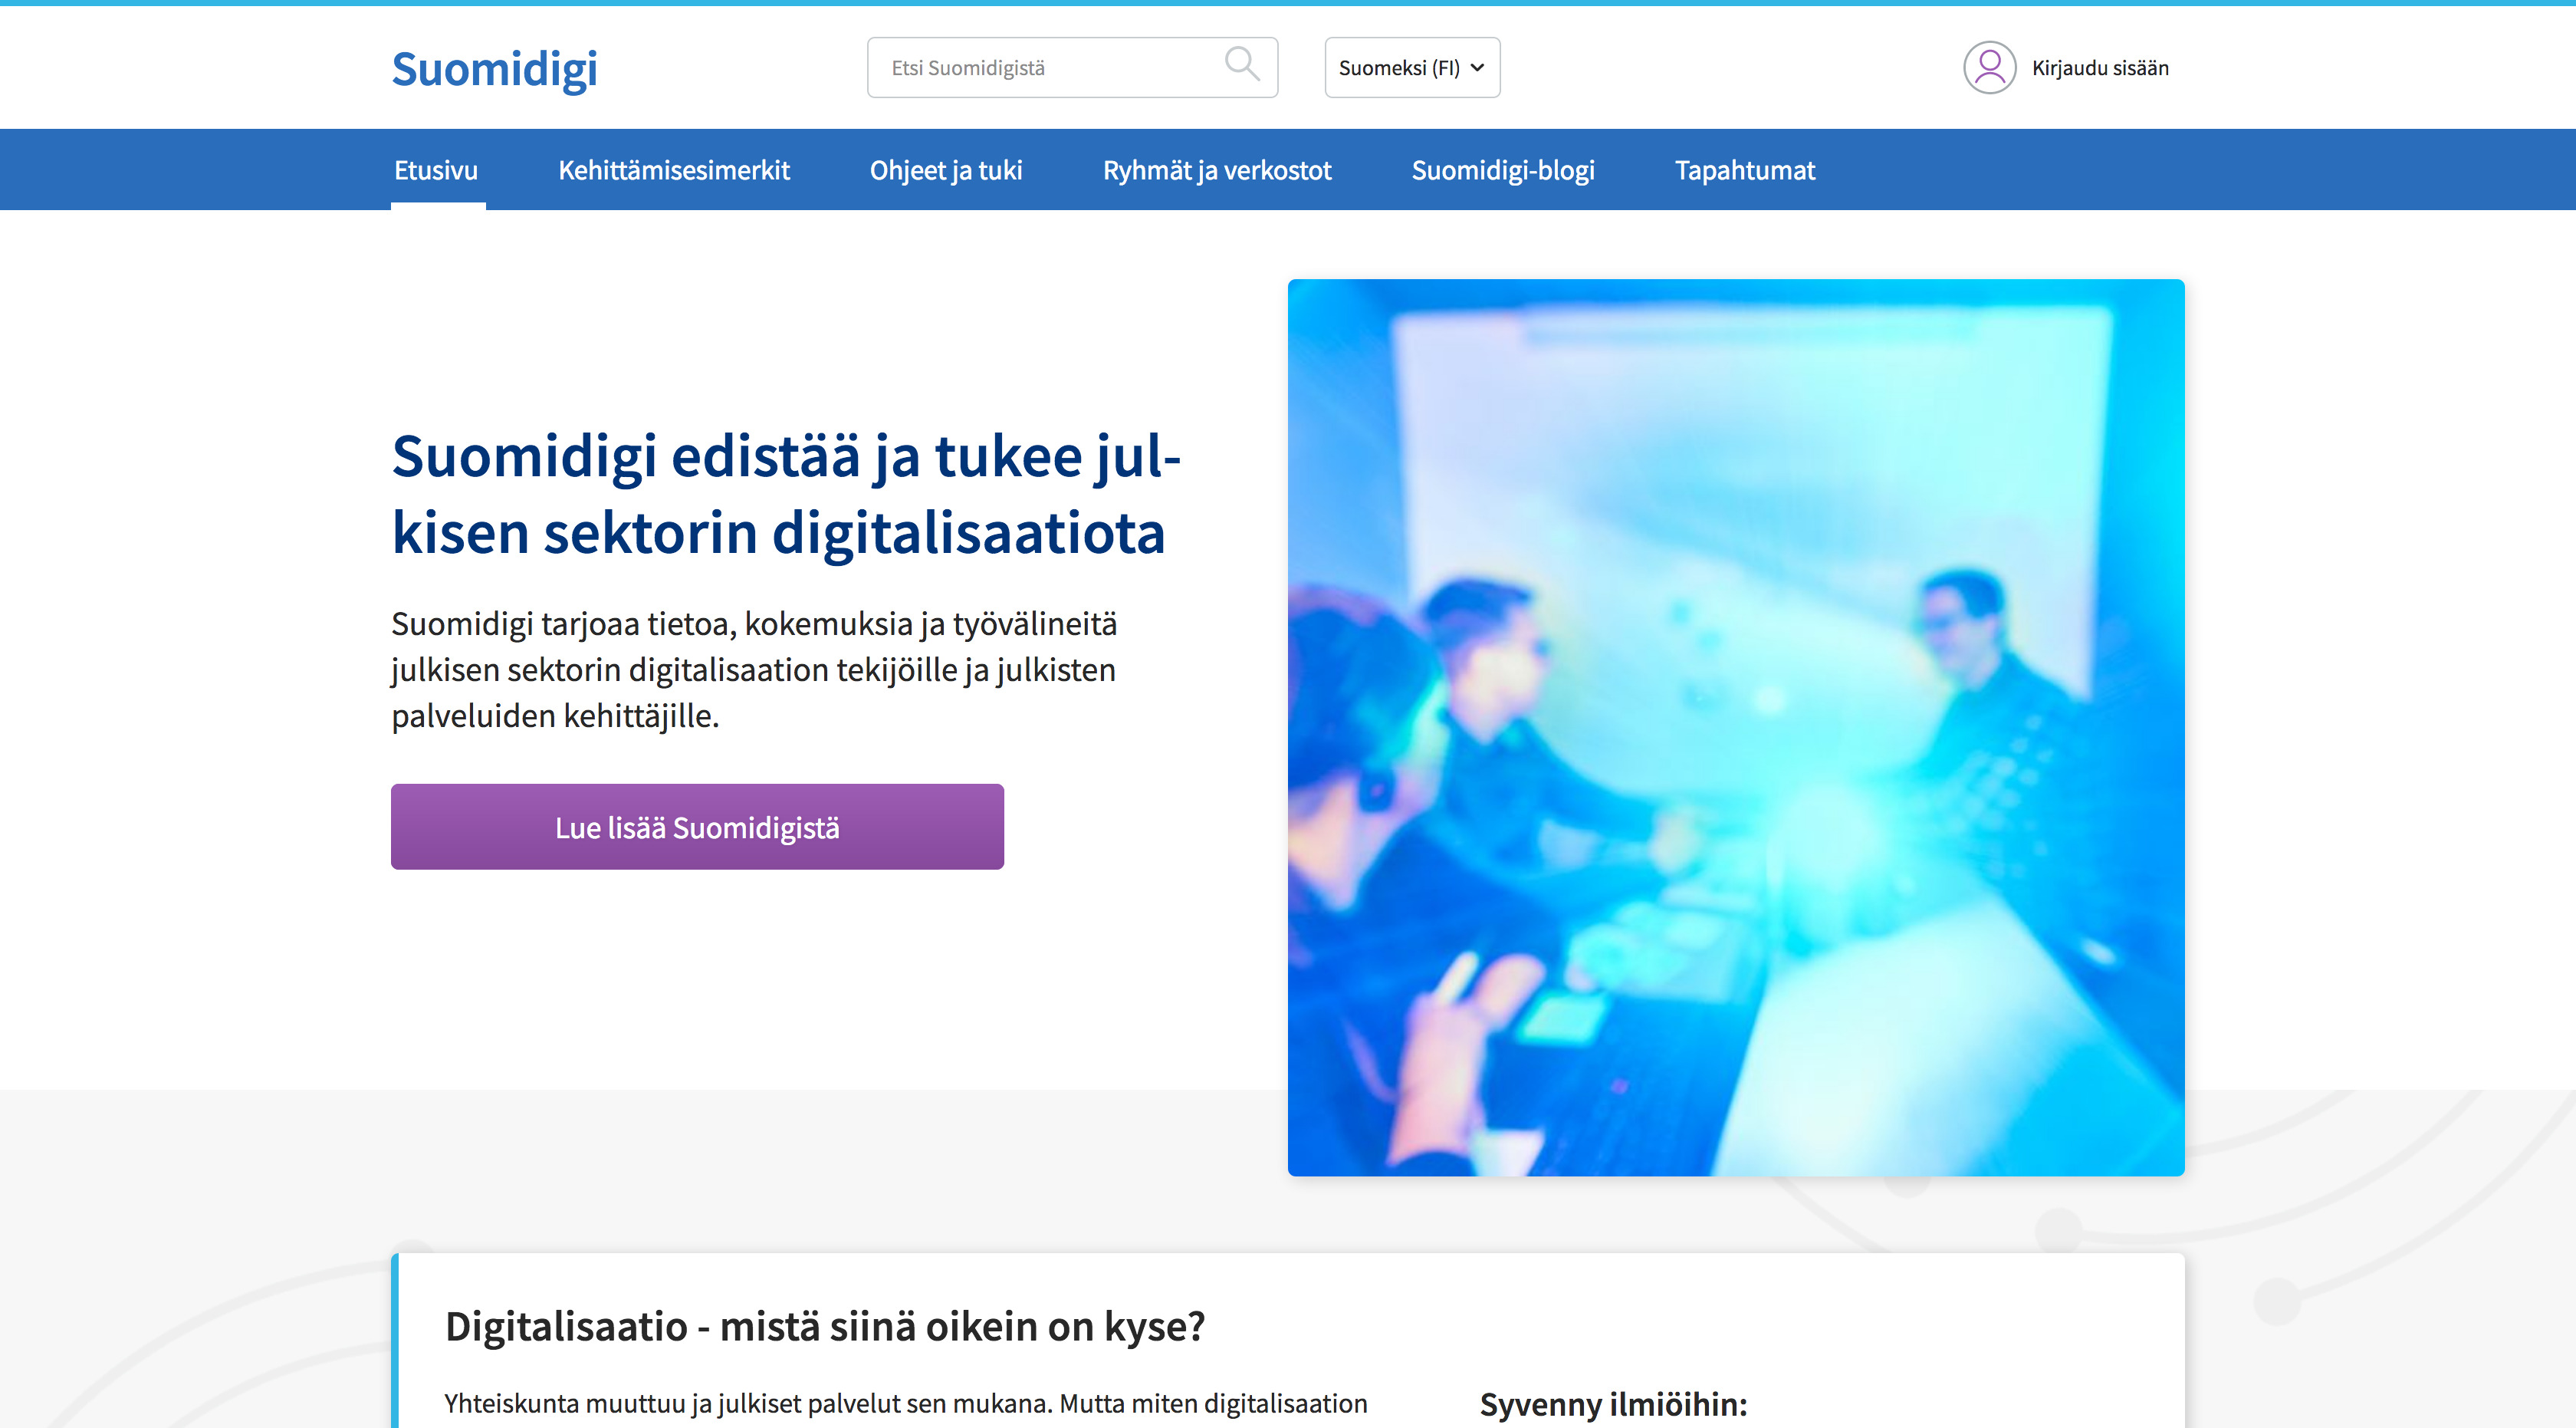 Suomidigi
Etsi Suomidigistä
Suomeksi (FI)
Kirjaudu sisään
Etusivu
Kehittämisesimerkit
Ohjeet ja tuki
Ryhmät ja verkostot
Suomidigi-blogi
Tapahtumat
Suomidigi edistää ja tukee jul-
kisen sektorin digitalisaatiota
Suomidigi tarjoaa tietoa, kokemuksia ja työvälineitä
julkisen sektorin digitalisaation tekijöille ja julkisten
palveluiden kehittäjille.
Lue lisää Suomidigistä
Digitalisaatio - mistä siinä oikein on kyse?
Yhteiskunta muuttuu ja julkiset palvelut sen mukana. Mutta miten digitalisaation
Syvenny ilmiöihin: